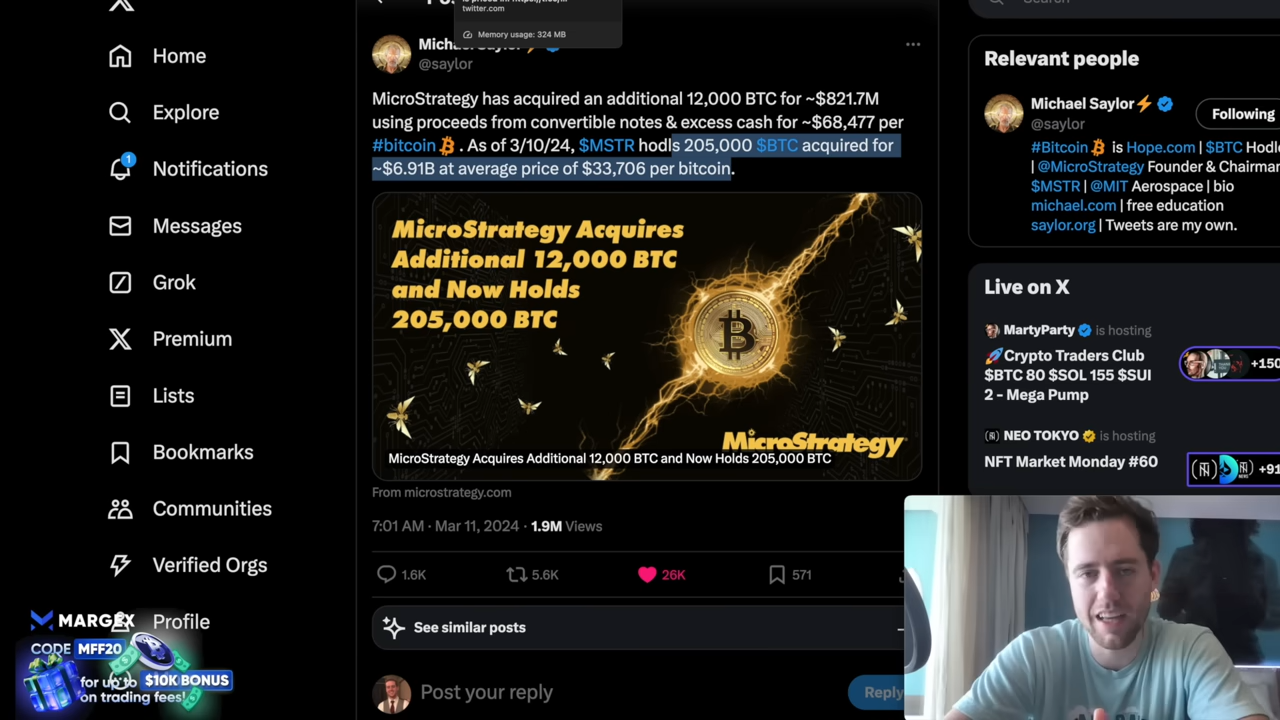 twitter.com
Memory usage: 324 MB
Search
Home
Explore
1
Notifications
Messages
Grok
Premium
Lists
Bookmarks
Communities
Verified Orgs
Profile
@saylor
MicroStrategy has acquired an additional 12,000 BTC for ~$821.7M
using proceeds from convertible notes & excess cash for ~$68,477 per
#bitcoin . As of 3/10/24, $MSTR hodls 205,000 $BTC acquired for
~$6.91B at average price of $33,706 per bitcoin.
MicroStrategy Acquires
Additional 12,000 BTC
and Now Holds
205,000 BTC
MicroStrategy
MicroStrategy Acquires Additional 12,000 BTC and Now Holds 205,000 BTC
From microstrategy.com
7:01 AM · Mar 11, 2024 · 1.9M Views
1.6K 5.6K 26K 571
See similar posts
Post your reply
Reply
Relevant people
Michael Saylor⚡
@saylor
Following
#Bitcoin is Hope.com | $BTC
| @MicroStrategy Founder &
$MSTR | @MIT Aerospace | bio
michael.com | free education
saylor.org | Tweets are my own.
Live on X
MartyParty is hosting
🚀Crypto Traders Club
$BTC 80 $SOL 155 $SUI
2 - Mega Pump
+150
NEO TOKYO is hosting
NFT Market Monday #60
+91
MARGEX
CODE MFF20
for up to $10K BONUS
on trading fees!